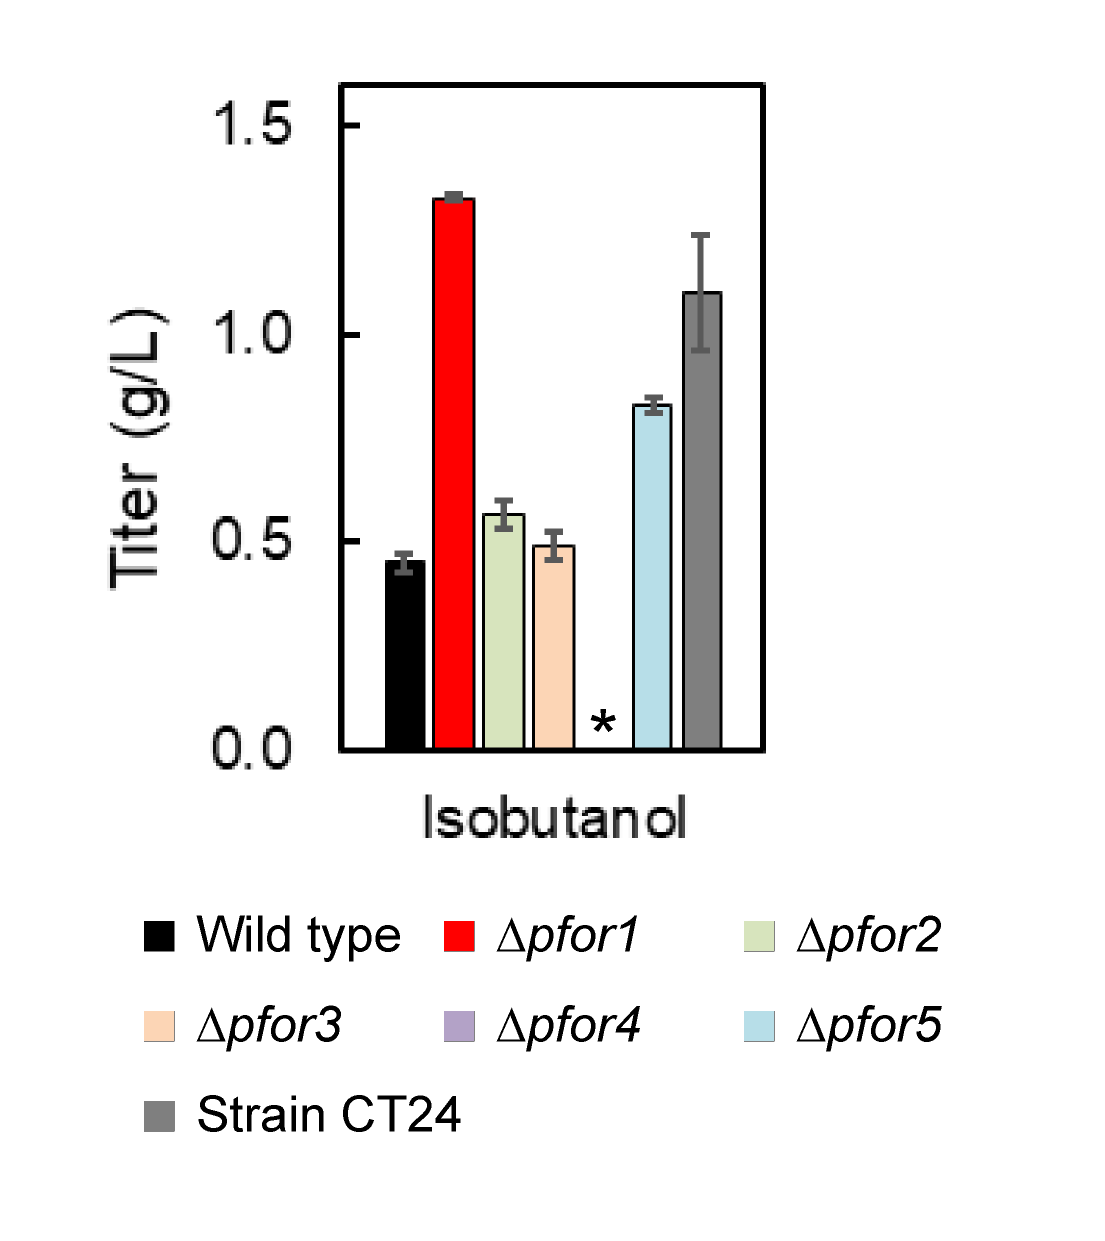 1.5
1.0
0.5
0.0
Titer (g/L)
*
Isobutanol
Wild type
Δpfor1
Δpfor2
Δpfor3
Δpfor4
Δpfor5
Strain CT24